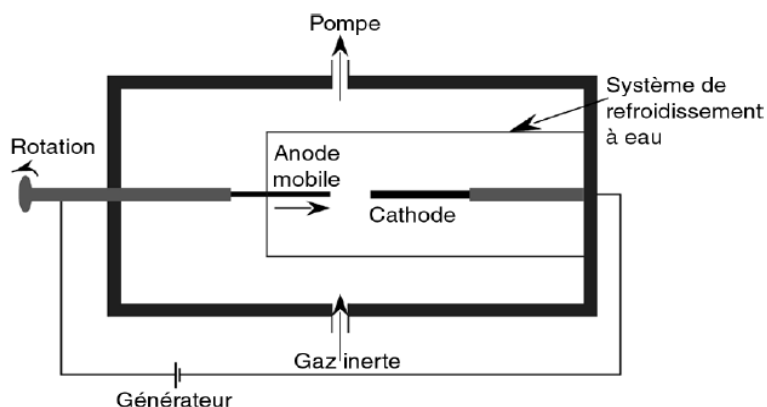 Pompe
Système de
refroidissement
à eau
Rotation
Anode
mobile
Cathode
Gaz inerte
Générateur